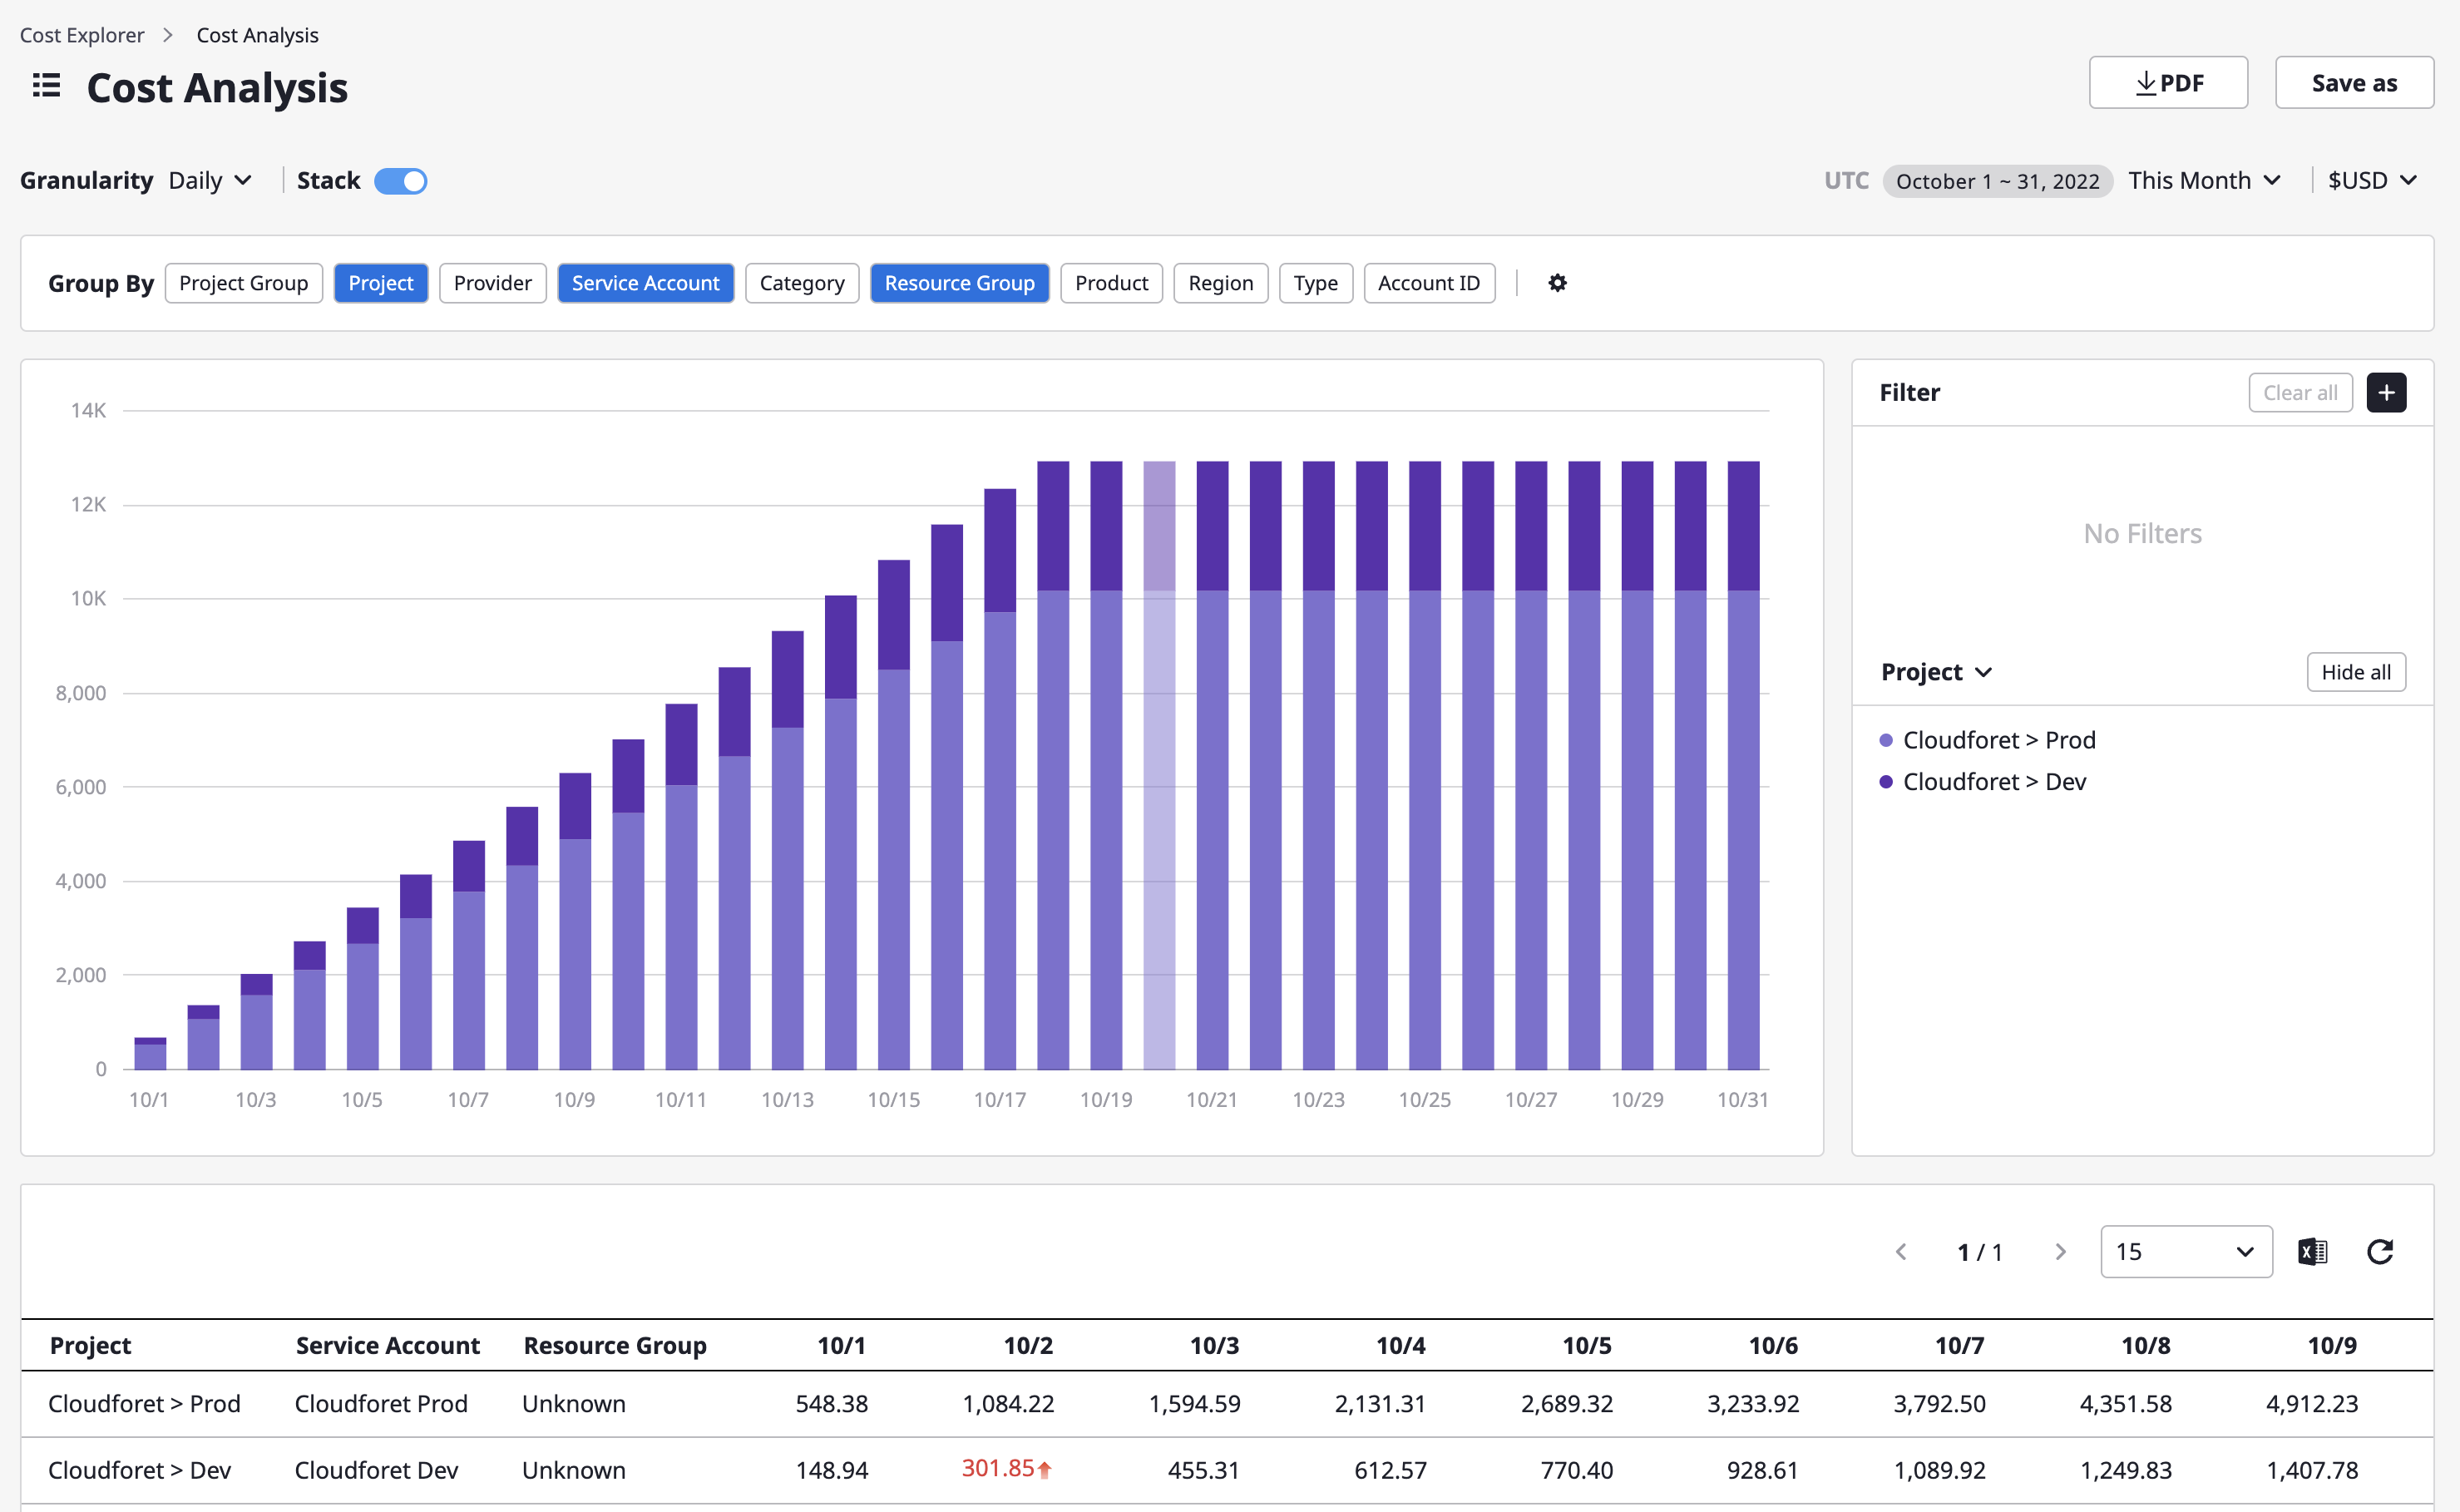 Cost Explorer > Cost Analysis
Cost Analysis
PDF
Save as
Granularity Daily
Stack
UTC October 1 ~ 31, 2022 This Month
$USD
Group By Project Group Project Provider Service Account Category Resource Group Product Region Type Account ID
14K
12K
10K
8,000
6,000
4,000
2,000
0
10/1 10/3 10/5 10/7 10/9 10/11 10/13 10/15 10/17 10/19 10/21 10/23 10/25 10/27 10/29 10/31
Filter Clear all +
No Filters
Project Hide all
Cloudforet > Prod
Cloudforet > Dev
1 / 1 15
Project Service Account Resource Group 10/1 10/2 10/3 10/4 10/5 10/6 10/7 10/8 10/9
Cloudforet > Prod Cloudforet Prod Unknown 548.38 1,084.22 1,594.59 2,131.31 2,689.32 3,233.92 3,792.50 4,351.58 4,912.23
Cloudforet > Dev Cloudforet Dev Unknown 148.94 301.85 455.31 612.57 770.40 928.61 1,089.92 1,249.83 1,407.78